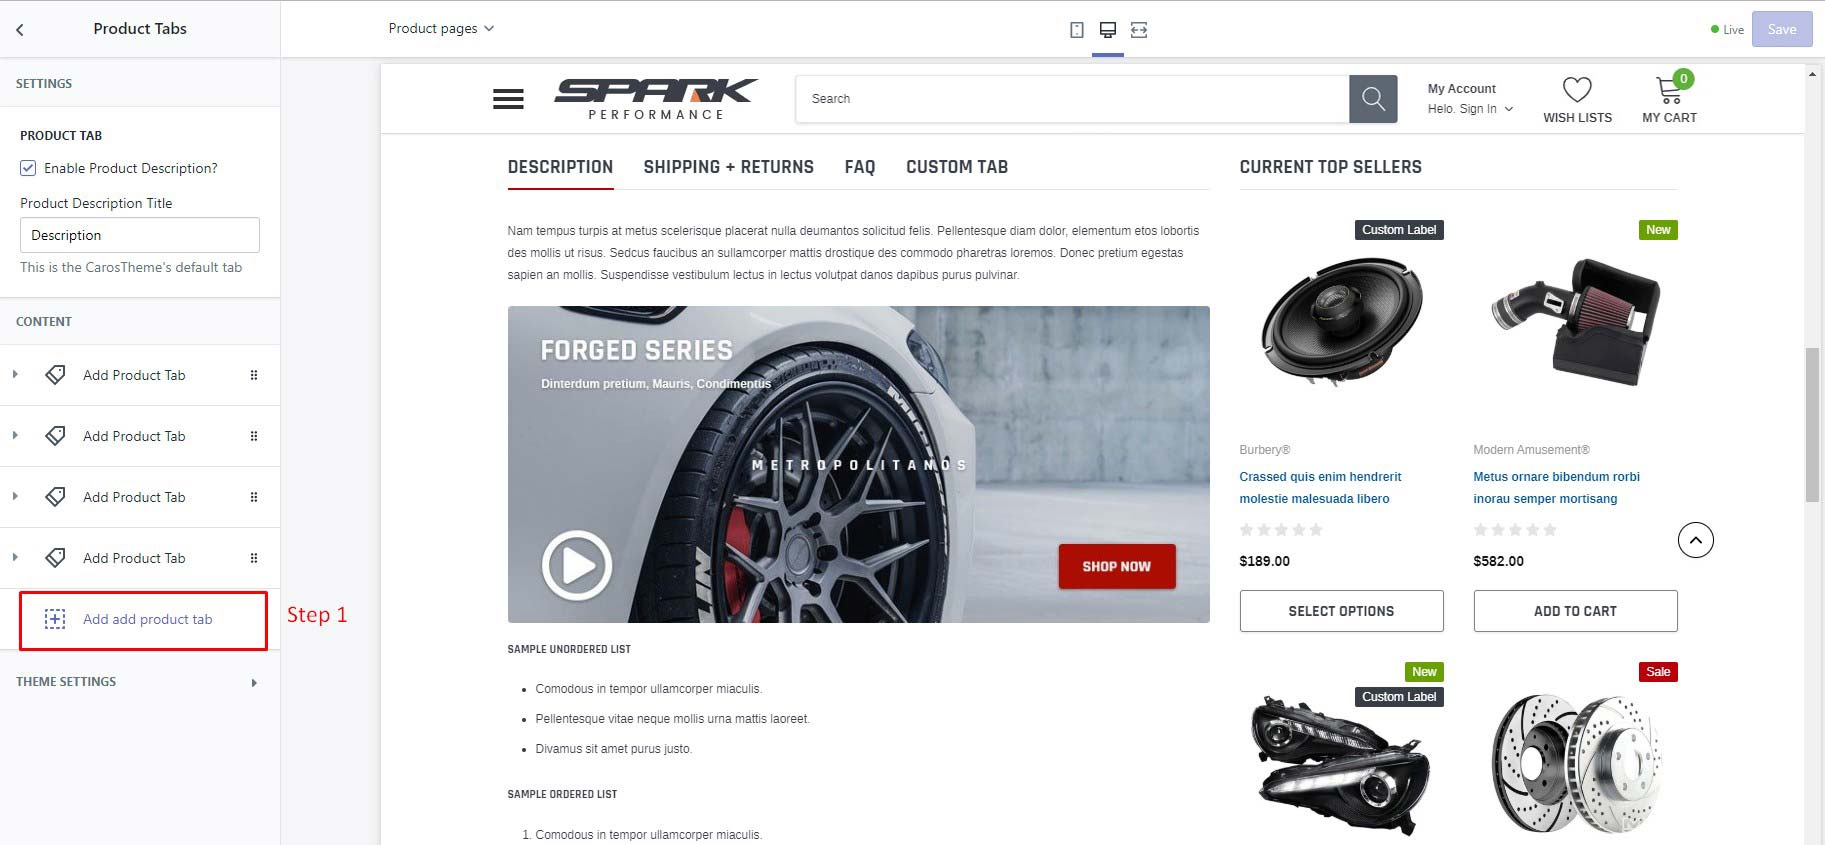 Product Tabs
Product pages
Live
Save
SETTINGS
PRODUCT TAB
Enable Product Description?
Product Description Title
Description
This is the CarosTheme's default tab
CONTENT
Add Product Tab
Add Product Tab
Add Product Tab
Add Product Tab
Add add product tab
Step 1
THEME SETTINGS
SPARK
PERFORMANCE
Search
My Account
Helo. Sign In
WISH LISTS
0
MY CART
DESCRIPTION SHIPPING + RETURNS FAQ CUSTOM TAB
Nam tempus turpis at metus scelerisque placerat nulla deumantos solicitud felis. Pellentesque diam dolor, elementum etos lobortis
des mollis ut risus. Sedcus faucibus an sullamcorper mattis drostique des commodo pharetras loremos. Donec pretium egestas
sapien an mollis. Suspendisse vestibulum lectus in lectus volutpat danos dapibus purus pulvinar.
FORGED SERIES
Dinterdum pretium, Mauris, Condimentus
METROPOLITANOS
SHOP NOW
SAMPLE UNORDERED LIST
Comodous in tempor ullamcorper miaculis.
Pellentesque vitae neque mollis urna mattis laoreet.
Divamus sit amet purus justo.
SAMPLE ORDERED LIST
1. Comodous in tempor ullamcorper miaculis.
CURRENT TOP SELLERS
Custom Label
Burbery®
Crassed quis enim hendrerit
molestie malesuada libero
$189.00
SELECT OPTIONS
New
Modern Amusement®
Metus ornare bibendum rorbi
inorau semper mortisang
$582.00
ADD TO CART
New
Custom Label
Sale